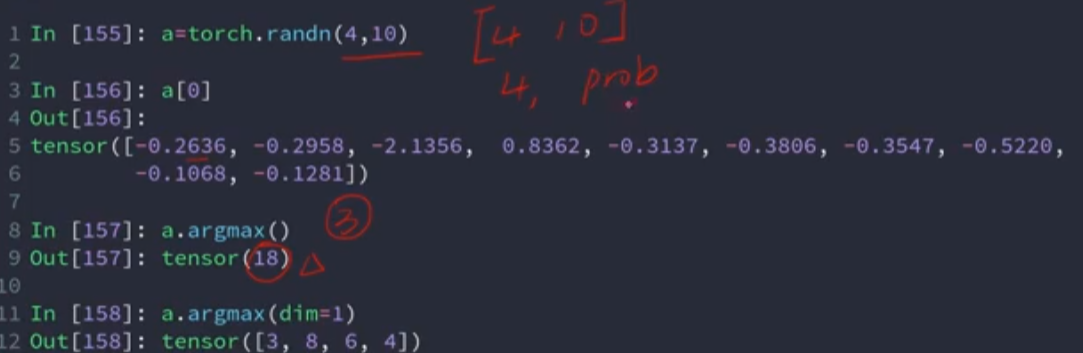 1 In [155]: a=torch.randn(4,10) [4,10]
2
3 In [156]: a[0] 4, prob
4 Out[156]:
5 tensor([-0.2636, -0.2958, -2.1356, 0.8362, -0.3137, -0.3806, -0.3547, -0.5220,
6 -0.1068, -0.1281])
7
8 In [157]: a.argmax() 3
9 Out[157]: tensor(18)
10
11 In [158]: a.argmax(dim=1)
12 Out[158]: tensor([3, 8, 6, 4])